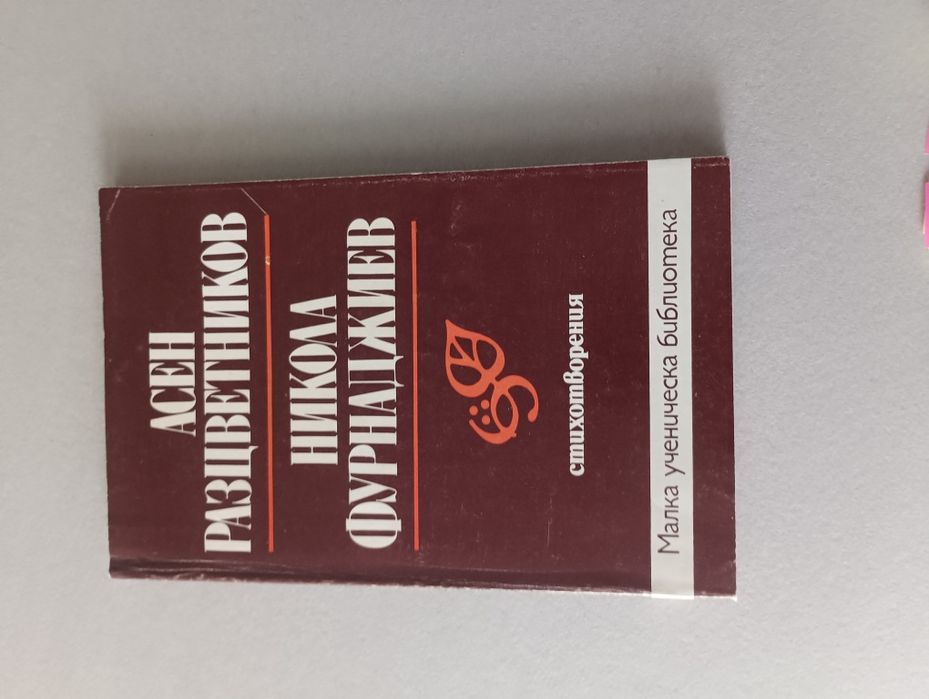 АСЕН
РАЗЦВЕТНИКОВ
НИКОЛА
ФУРНАДЖИЕВ
стихотворения
Малка ученическа библиотека